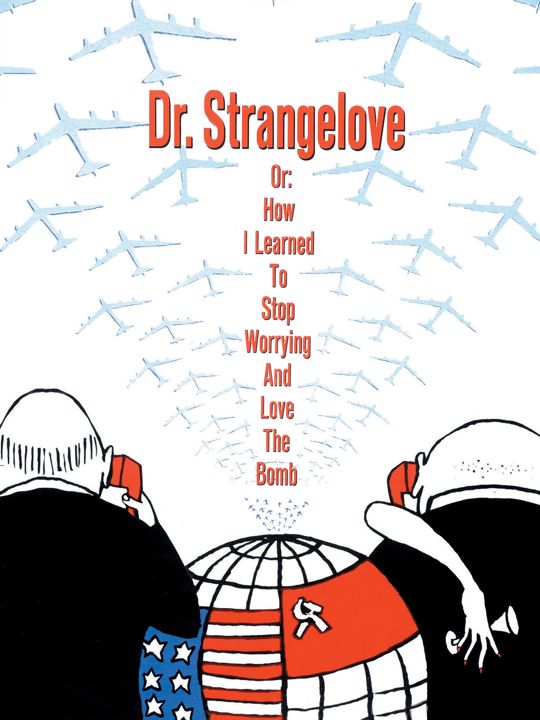 Dr. Strangelove
Or:
How
I Learned
To
Stop
Worrying
And
Love
The
Bomb